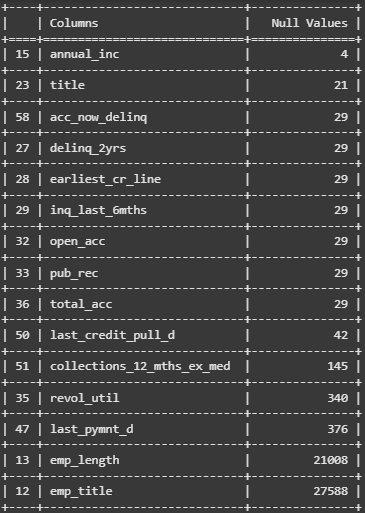 Columns Null Values
15 annual_inc 4
23 title 21
58 acc_now_delinq 29
27 delinq_2yrs 29
28 earliest_cr_line 29
29 inq_last_6mths 29
32 open_acc 29
33 pub_rec 29
36 total_acc 29
50 last_credit_pull_d 42
51 collections_12_mths_ex_med 145
35 revol_util 340
47 last_pymnt_d 376
13 emp_length 21008
12 emp_title 27588